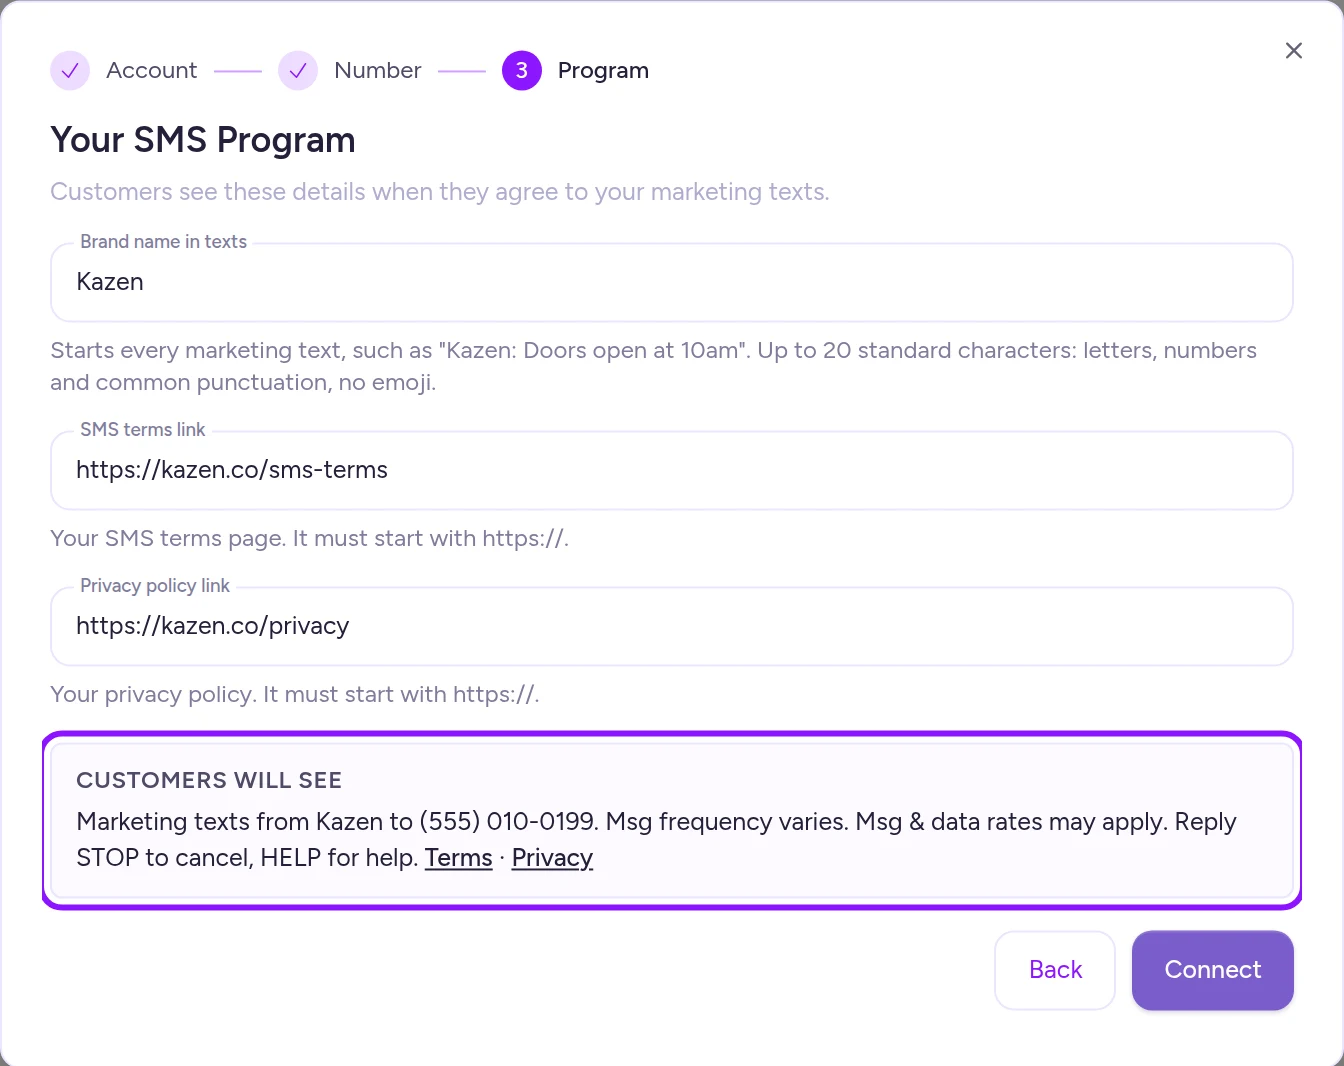 Account
Number
3 Program
Your SMS Program
Customers see these details when they agree to your marketing texts.
Brand name in texts
Kazen
Starts every marketing text, such as "Kazen: Doors open at 10am". Up to 20 standard characters: letters, numbers
and common punctuation, no emoji.
SMS terms link
https://kazen.co/sms-terms
Your SMS terms page. It must start with https://.
Privacy policy link
https://kazen.co/privacy
Your privacy policy. It must start with https://.
CUSTOMERS WILL SEE
Marketing texts from Kazen to (555) 010-0199. Msg frequency varies. Msg & data rates may apply. Reply
STOP to cancel, HELP for help. Terms · Privacy
Back
Connect